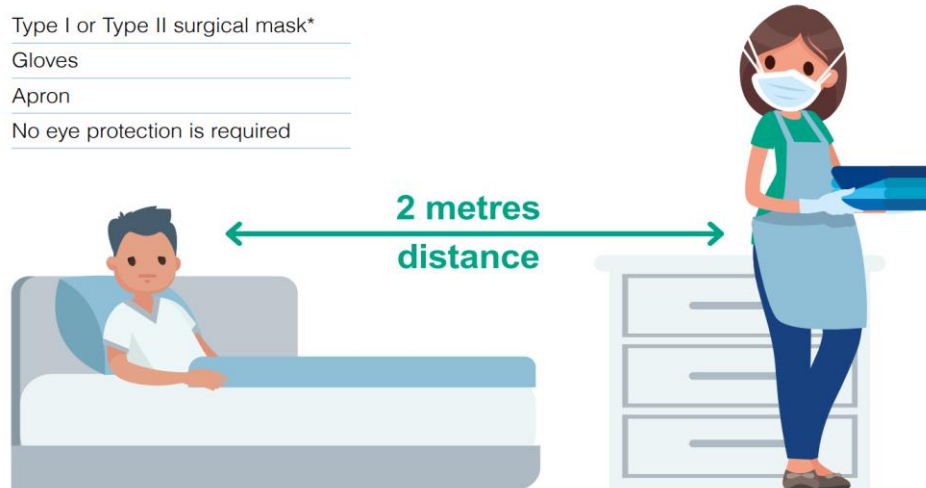 Type I or Type II surgical mask*
Gloves
Apron
No eye protection is required
2 metres
distance